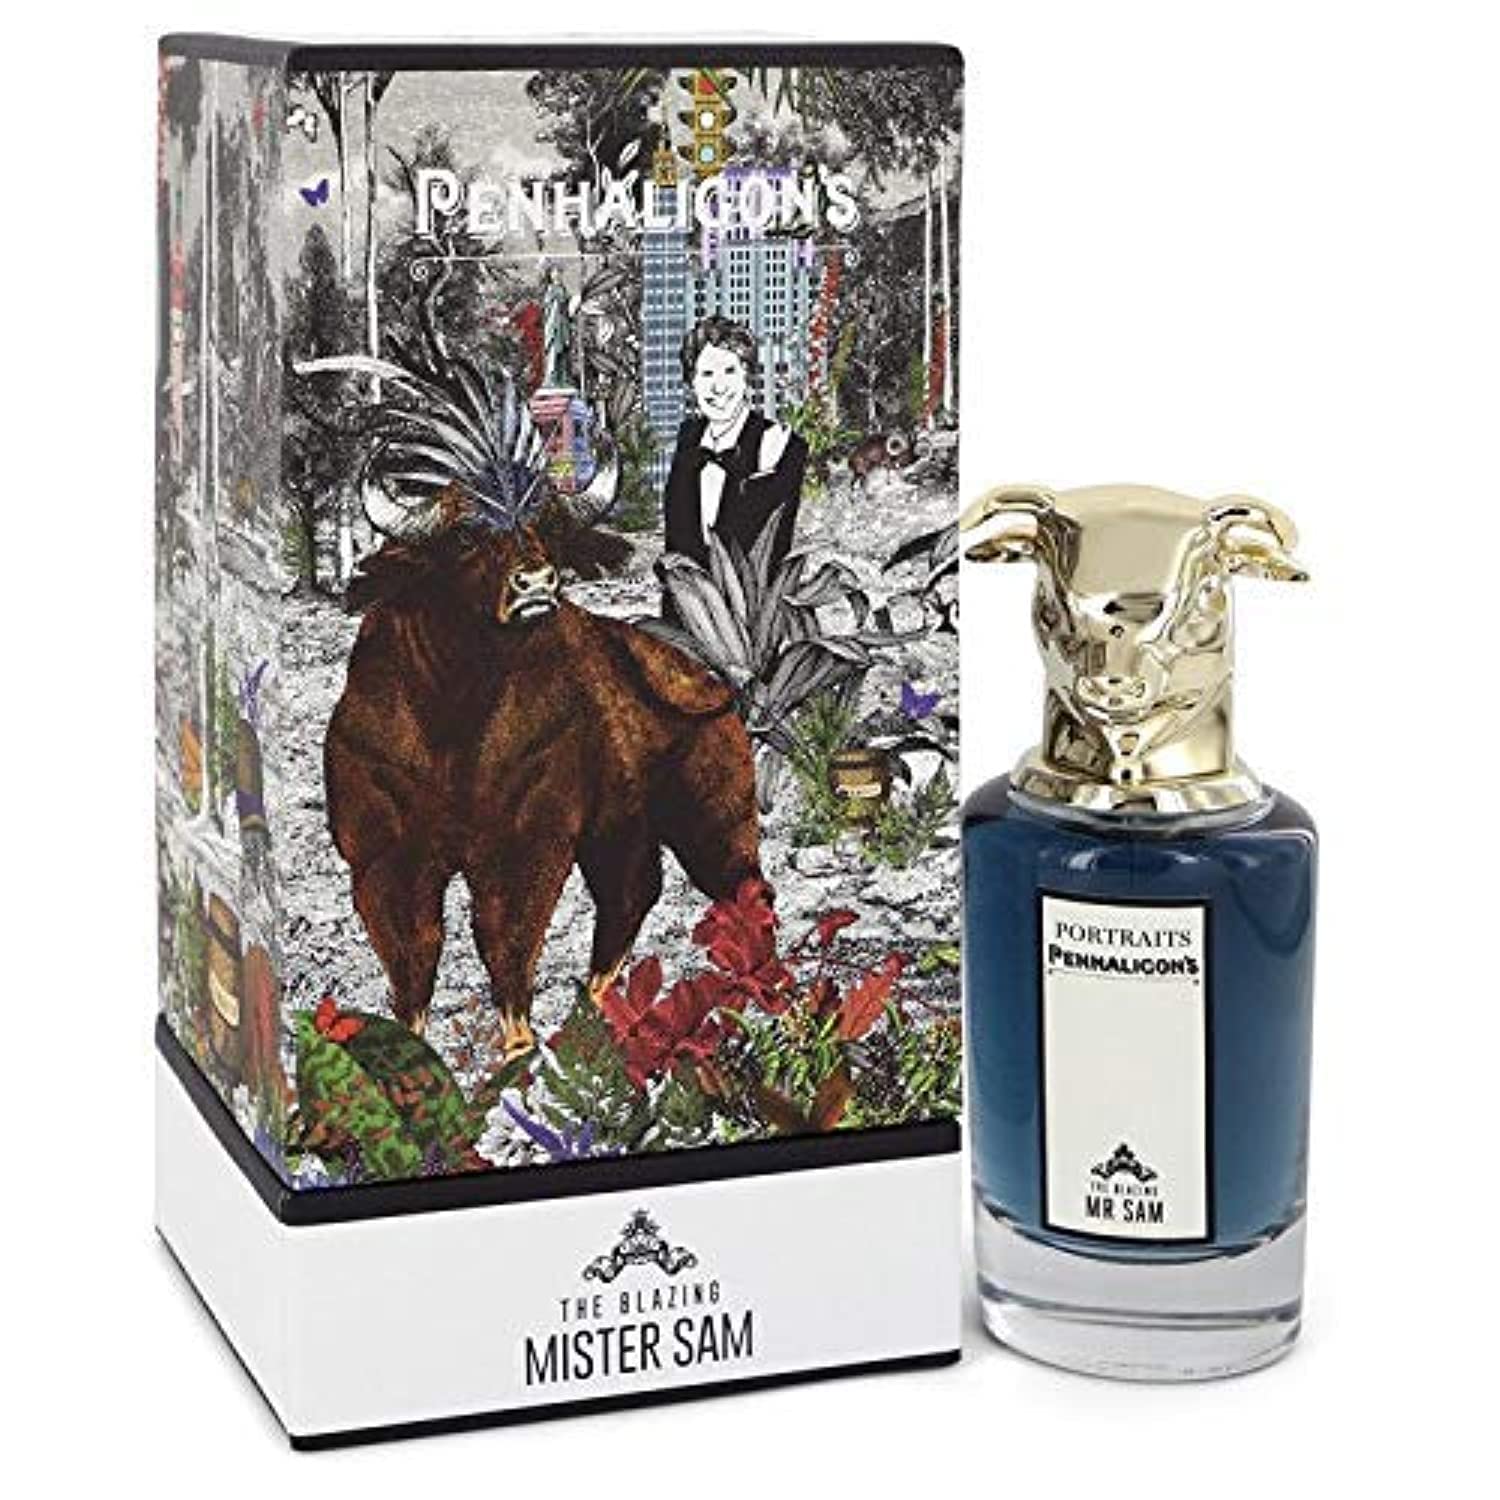 PENHALIGON'S
THE BLAZING
MISTER SAM
PORTRAITS
PENHALIGON'S
THE BLAZING
MR SAM